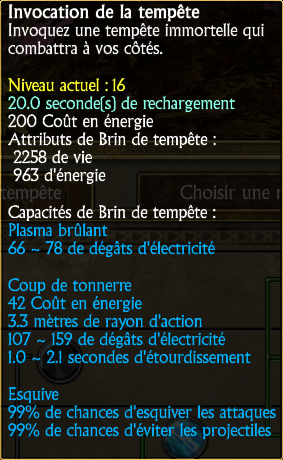 Invocation de la tempête
Invoquez une tempête immortelle qui
combattra à vos côtés.
Niveau actuel : 16
20.0 seconde(s) de rechargement
200 Coût en énergie
Attributs de Brin de tempête :
2258 de vie
963 d'énergie
tempête
Choisir une
Capacités de Brin de tempête :
Plasma brûlant
66 ~ 78 de dégâts d'électricité
Coup de tonnerre
42 Coût en énergie
3.3 mètres de rayon d'action
107 ~ 159 de dégâts d'électricité
1.0 ~ 2.1 secondes d'étourdissement
Esquive
99% de chances d'esquiver les attaques
99% de chances d'éviter les projectiles